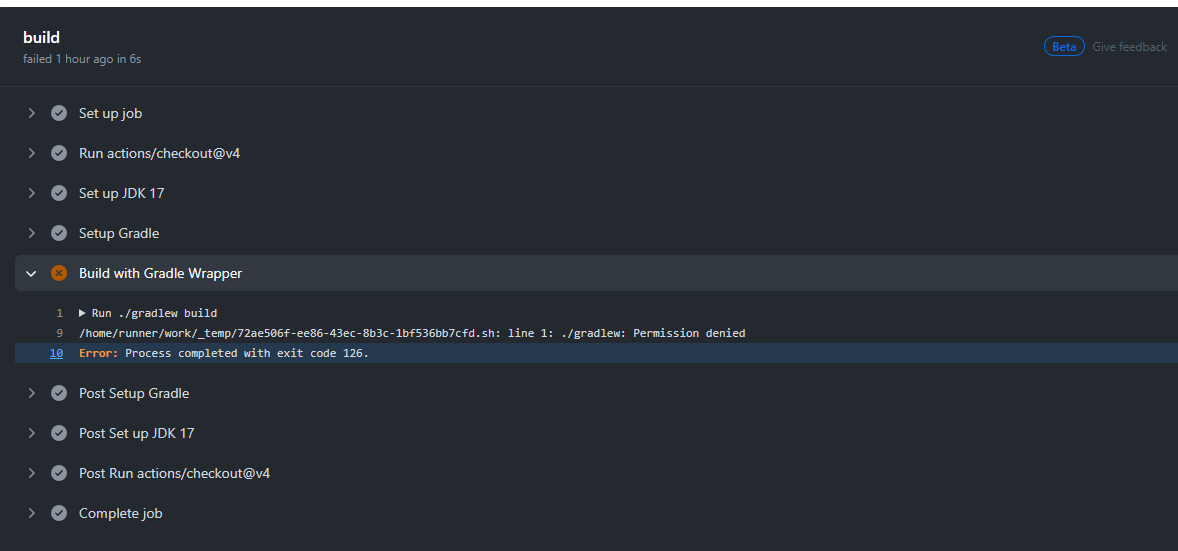 build
failed 1 hour ago in 6s
Beta Give feedback
Set up job
Run actions/checkout@v4
Set up JDK 17
Setup Gradle
Build with Gradle Wrapper
1 Run ./gradlew build
9 /home/runner/work/_temp/72ae506f-ee86-43ec-8b3c-1bf536bb7cfd.sh: line 1: ./gradlew: Permission denied
10 Error: Process completed with exit code 126.
Post Setup Gradle
Post Set up JDK 17
Post Run actions/checkout@v4
Complete job